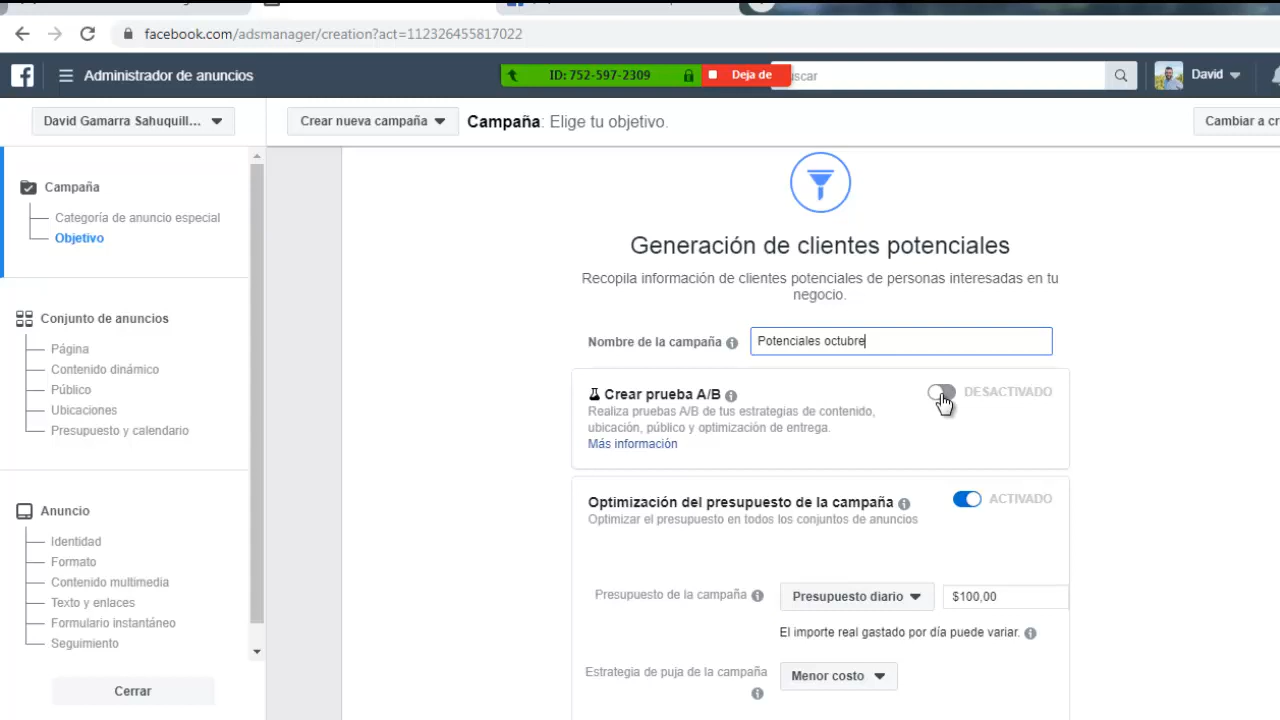 facebook.com/adsmanager/creation?act=112326455817022
Administrador de anuncios
ID: 752-597-2309
Deja de
uscar
David
David Gamarra Sahuquill...
Crear nueva campaña
Campaña: Elige tu objetivo.
Cambiar a cr
Campaña
Categoría de anuncio especial
Objetivo
Conjunto de anuncios
Página
Contenido dinámico
Público
Ubicaciones
Presupuesto y calendario
Anuncio
Identidad
Formato
Contenido multimedia
Texto y enlaces
Formulario instantáneo
Seguimiento
Cerrar
Generación de clientes potenciales
Recopila información de clientes potenciales de personas interesadas en tu
negocio.
Nombre de la campaña
Potenciales octubre
Crear prueba A/B
DESACTIVADO
Realiza pruebas A/B de tus estrategias de contenido,
ubicación, público y optimización de entrega.
Más información
Optimización del presupuesto de la campaña
ACTIVADO
Optimizar el presupuesto en todos los conjuntos de anuncios
Presupuesto de la campaña
Presupuesto diario
$100,00
El importe real gastado por día puede variar.
Estrategia de puja de la campaña
Menor costo